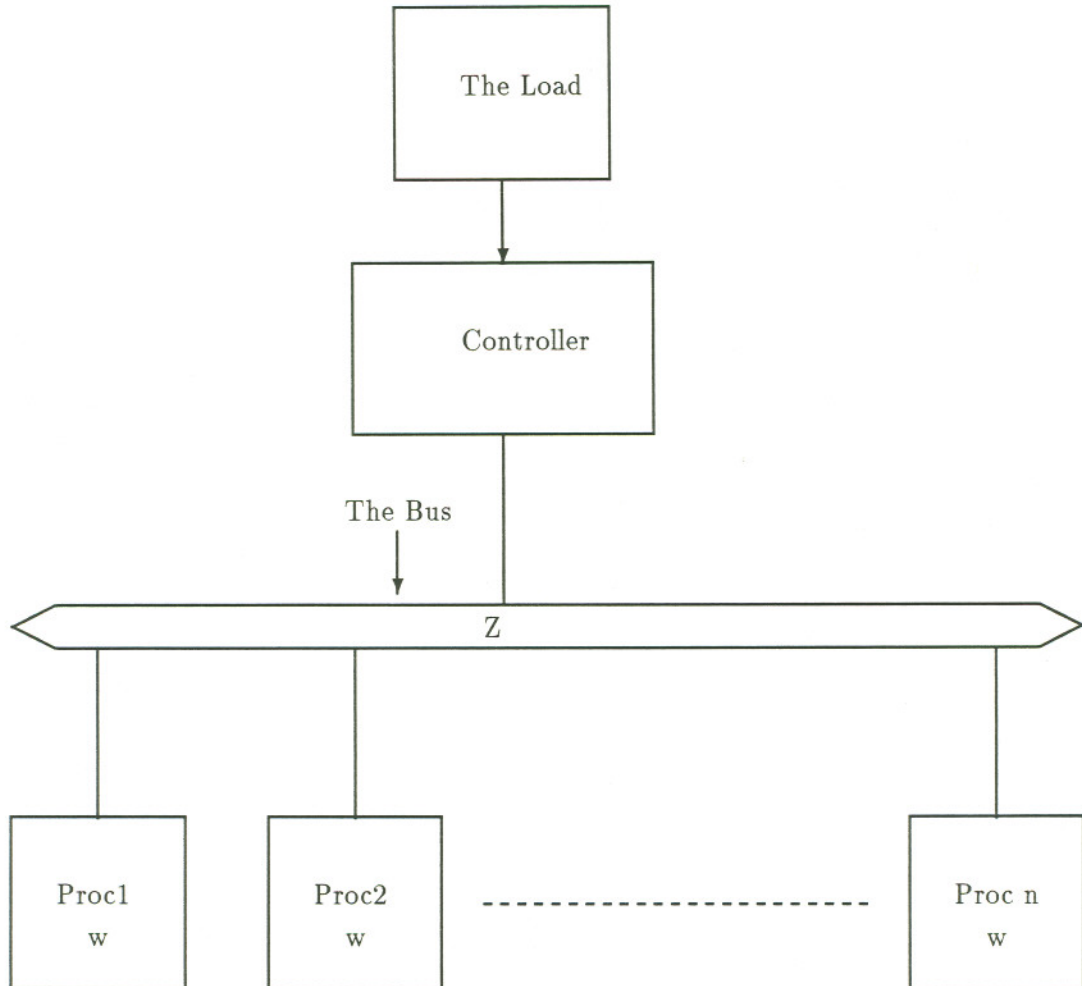 The Load
Controller
The Bus
Z
Proc1
w
Proc2
w
Proc n
w